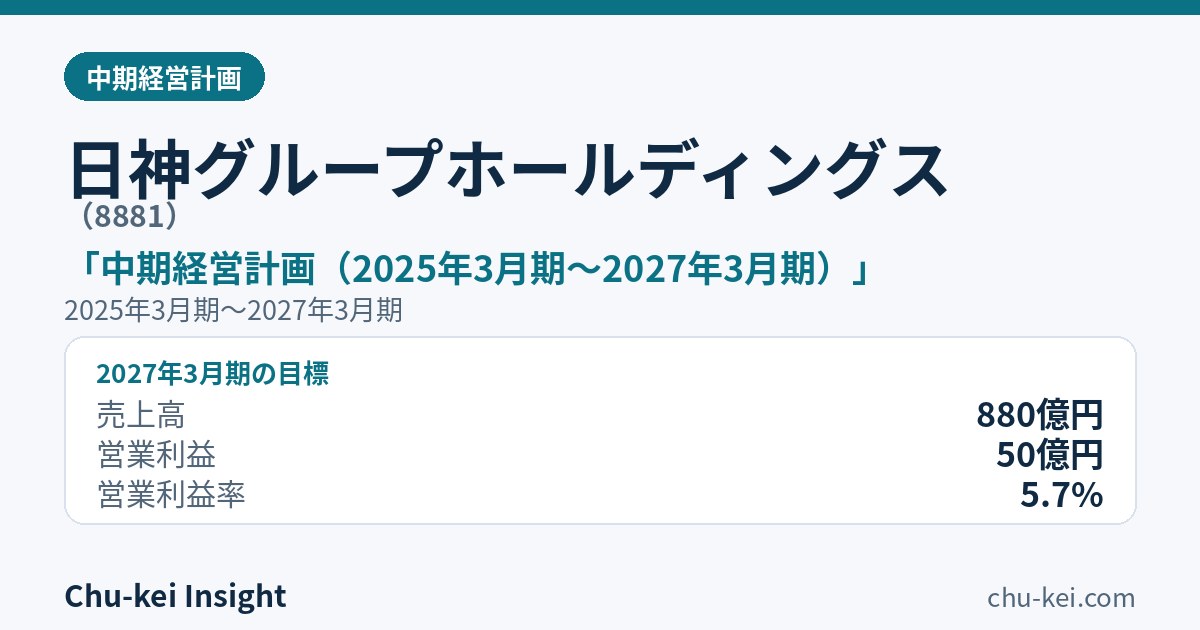 中期経営計画
日神グループホールディングス
（8881）
「中期経営計画（2025年3月期〜2027年3月期）」
2025年3月期〜2027年3月期
2027年3月期の目標
売上高 880億円
営業利益 50億円
営業利益率 5.7%
Chu-kei Insight chu-kei.com